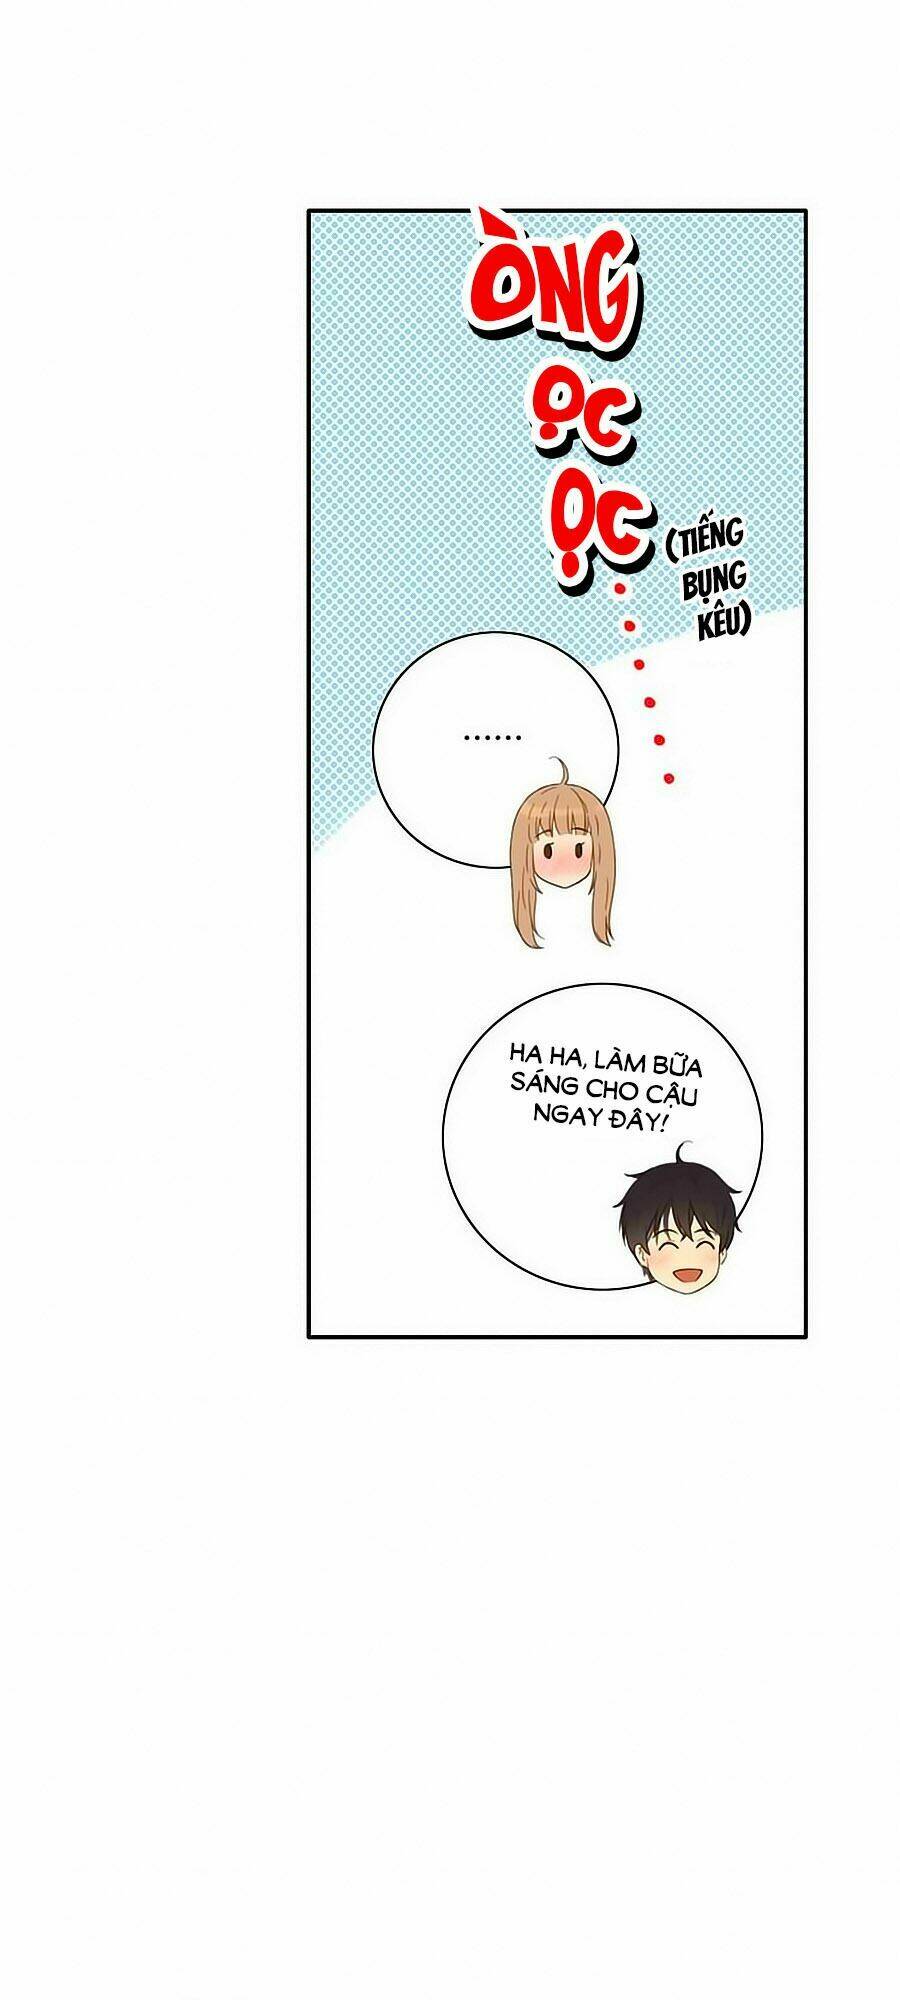 ÒNG
ỌC
ỌC
(TIẾNG
BỤNG
KÊU)
......
HA HA, LÀM BỮA
SÁNG CHO CẬU
NGAY ĐÂY!